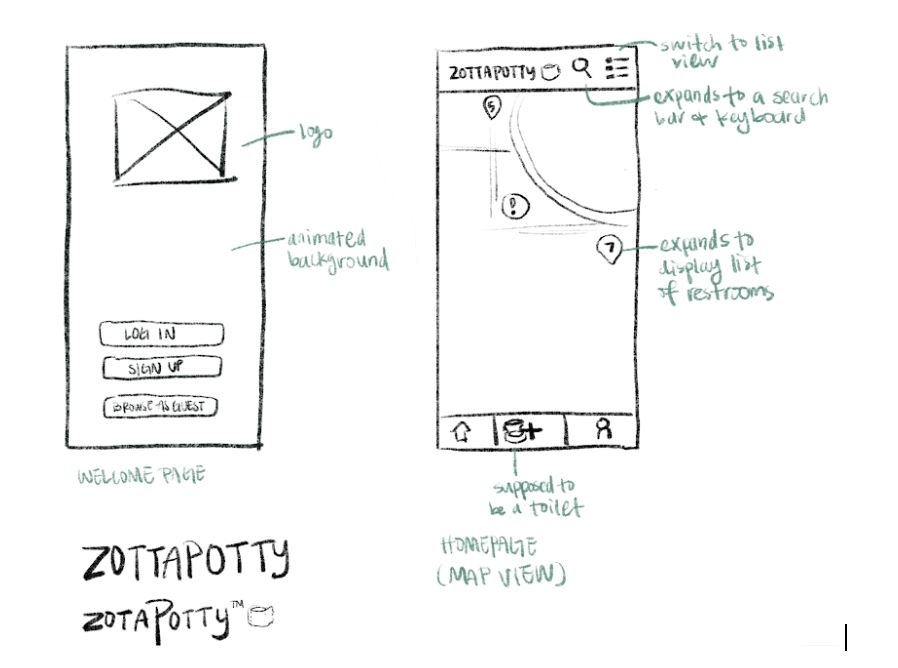 logo
animated
background
LOG IN
SIGN UP
BROWSE AS GUEST
WELCOME PAGE
ZOTTAPOTTY
ZOTAPOTTY™
switch to list
view
ZOTTAPOTTY
expands to a search
bar & keyboard
5
!
7
expands to
display list
of restrooms
supposed to
be a toilet
HOMEPAGE
(MAP VIEW)